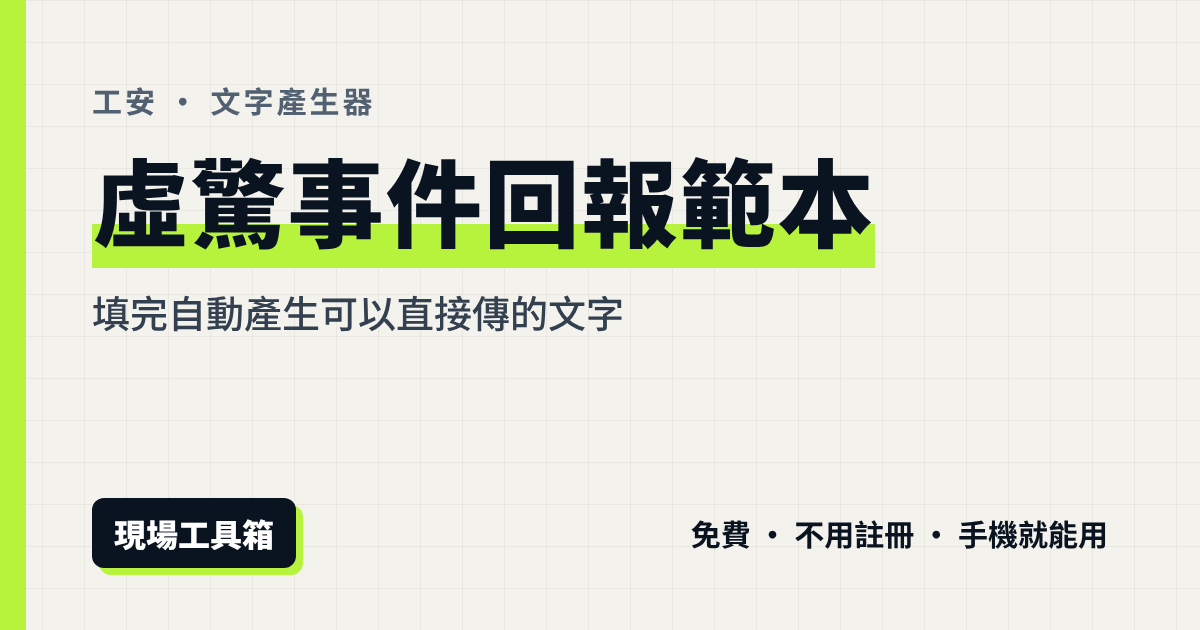 工安 · 文字產生器
虛驚事件回報範本
填完自動產生可以直接傳的文字
現場工具箱
免費 · 不用註冊 · 手機就能用